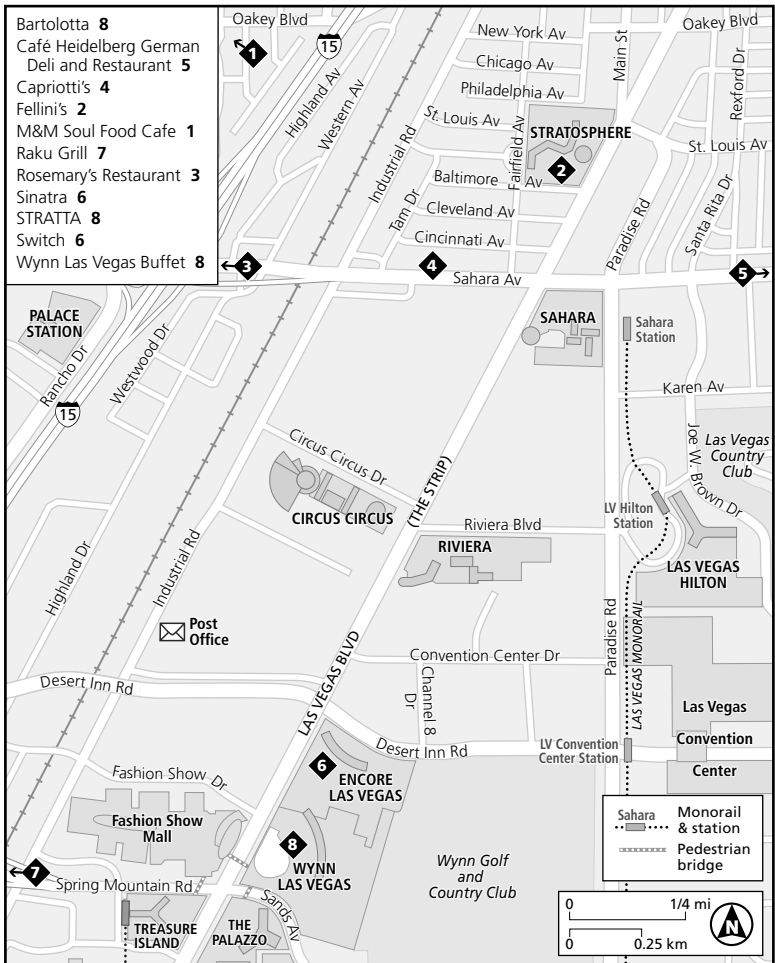 Bartolotta 8
Café Heidelberg German
Deli and Restaurant 5
Capriotti's 4
Fellini's 2
M&M Soul Food Cafe 1
Raku Grill 7
Rosemary's Restaurant 3
Sinatra 6
STRATTA 8
Switch 6
Wynn Las Vegas Buffet 8
Oakey Blvd
1
15
Highland Av
Western Av
Industrial Rd
New York Av
Chicago Av
Philadelphia Av
St. Louis Av
Fairfield Av
Main St
Oakey Blvd
Rexford Dr
STRATOSPHERE
2
St. Louis Av
Baltimore Av
Tam Dr
Cleveland Av
Cincinnati Av
Paradise Rd
Santa Rita Dr
3
4
Sahara Av
5
PALACE
STATION
Rancho Dr
Westwood Dr
15
SAHARA
Sahara
Station
Karen Av
Joe W. Brown Dr
Las Vegas
Country
Club
Circus Circus Dr
CIRCUS CIRCUS
(THE STRIP)
LV Hilton
Station
Riviera Blvd
RIVIERA
LAS VEGAS
HILTON
Highland Dr
Industrial Rd
Post
Office
LAS VEGAS BLVD
Paradise Rd
LAS VEGAS MONORAIL
Convention Center Dr
Channel 8
Dr
Desert Inn Rd
Desert Inn Rd
LV Convention
Center Station
Las Vegas
Convention
Center
6
ENCORE
LAS VEGAS
Fashion Show Dr
Fashion Show
Mall
8
WYNN
LAS VEGAS
Wynn Golf
and
Country Club
7
Spring Mountain Rd
Sands Av
TREASURE
ISLAND
THE
PALAZZO
Sahara
Monorail
& station
Pedestrian
bridge
0 1/4 mi
0 0.25 km
N